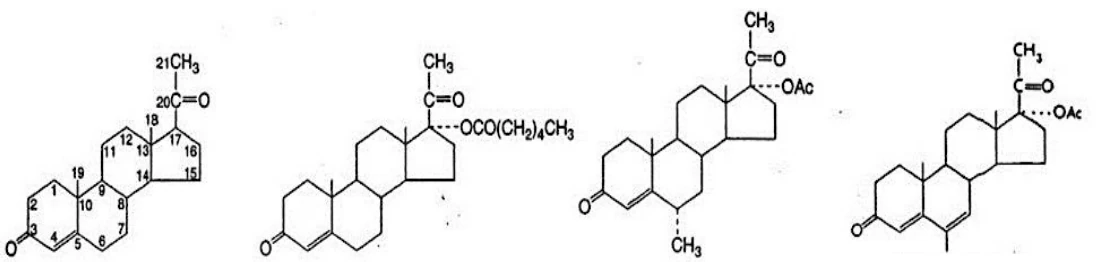 21CH₃
20C=O
18
12
17
11
13
16
19
14
15
1
9
2
10
8
3
4
5
6
7
O
CH₃
C=O
OCO(CH₂)₄CH₃
O
CH₃
C=O
OAc
O
CH₃
CH₃
C=O
OAc
O